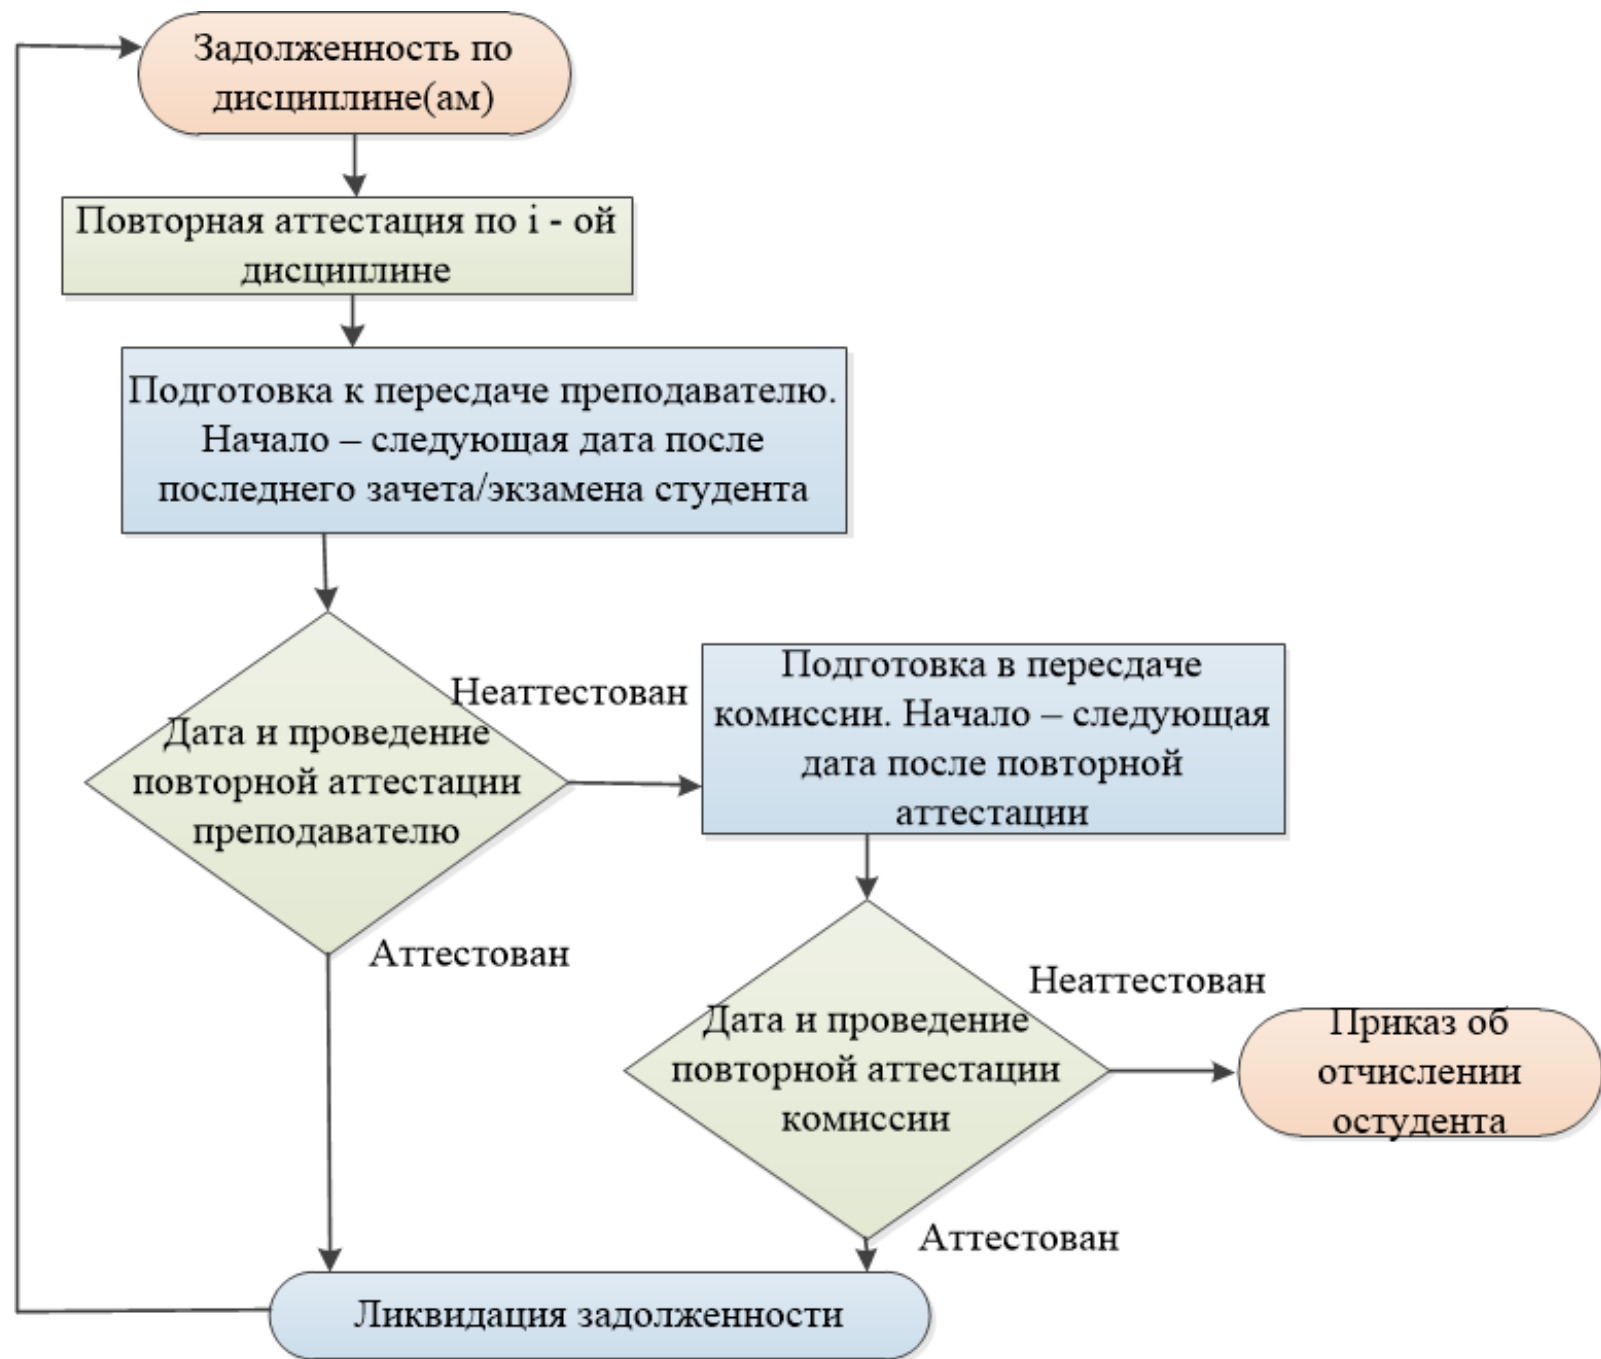 Задолженность по
дисциплине(ам)
Повторная аттестация по i - ой
дисциплине
Подготовка к пересдаче преподавателю.
Начало – следующая дата после
последнего зачета/экзамена студента
Неаттестован
Дата и проведение
повторной аттестации
преподавателю
Подготовка в пересдаче
комиссии. Начало – следующая
дата после повторной
аттестации
Аттестован
Неаттестован
Дата и проведение
повторной аттестации
комиссии
Приказ об
отчислении
остудента
Аттестован
Ликвидация задолженности